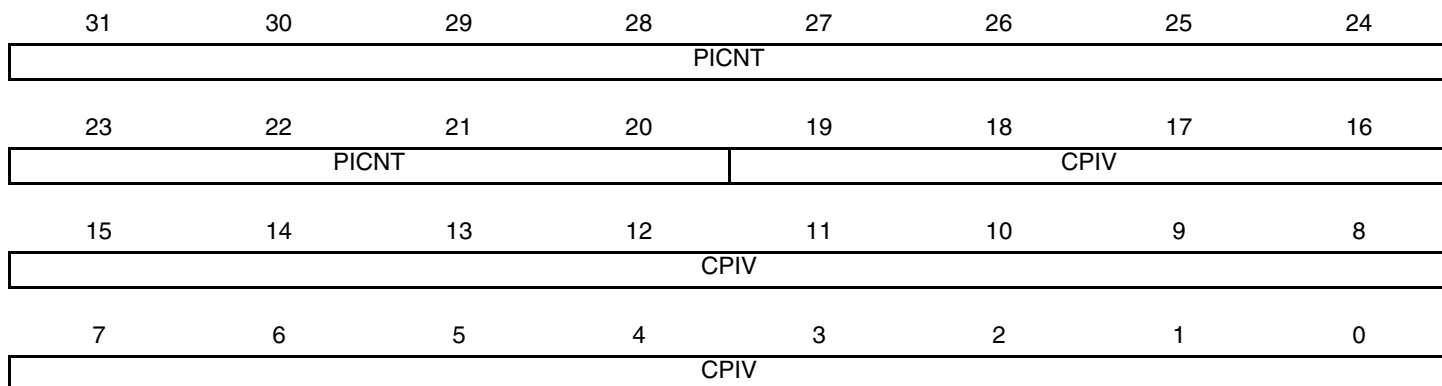 31 30 29 28 27 26 25 24
PICNT
23 22 21 20 19 18 17 16
PICNT CPIV
15 14 13 12 11 10 9 8
CPIV
7 6 5 4 3 2 1 0
CPIV